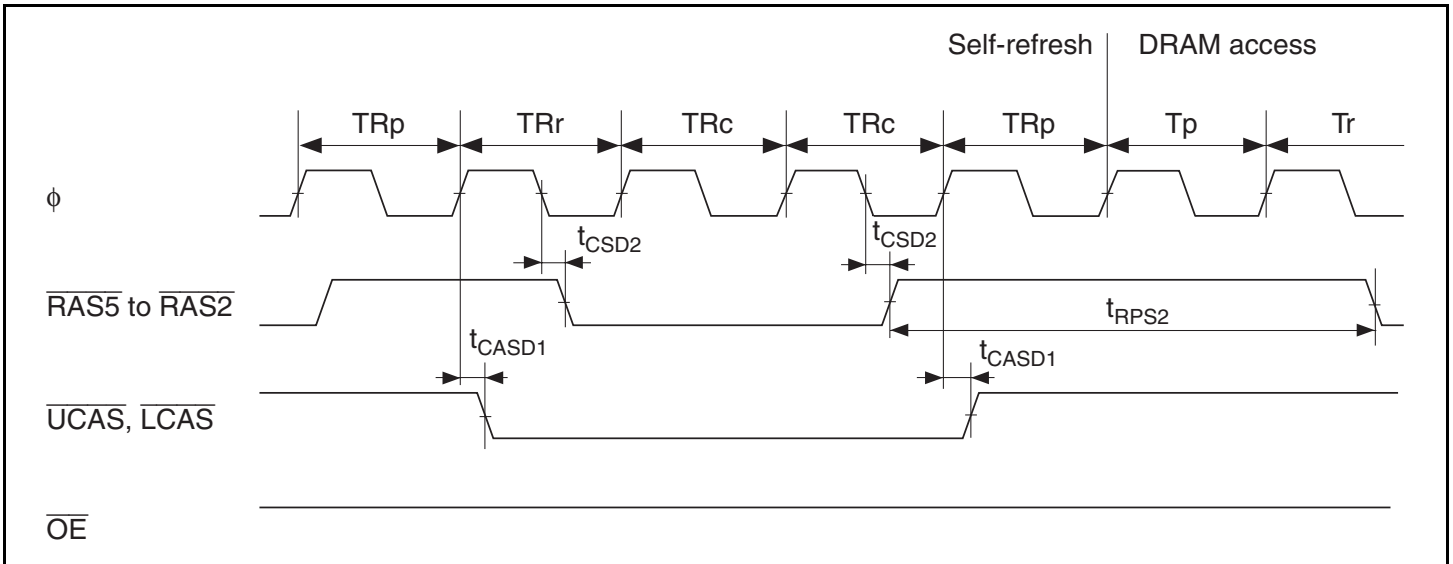 Self-refresh DRAM access
TRp TRr TRc TRc TRp Tp Tr
ϕ
tCSD2 tCSD2
RAS5 to RAS2
tRPS2
tCASD1 tCASD1
UCAS, LCAS
OE